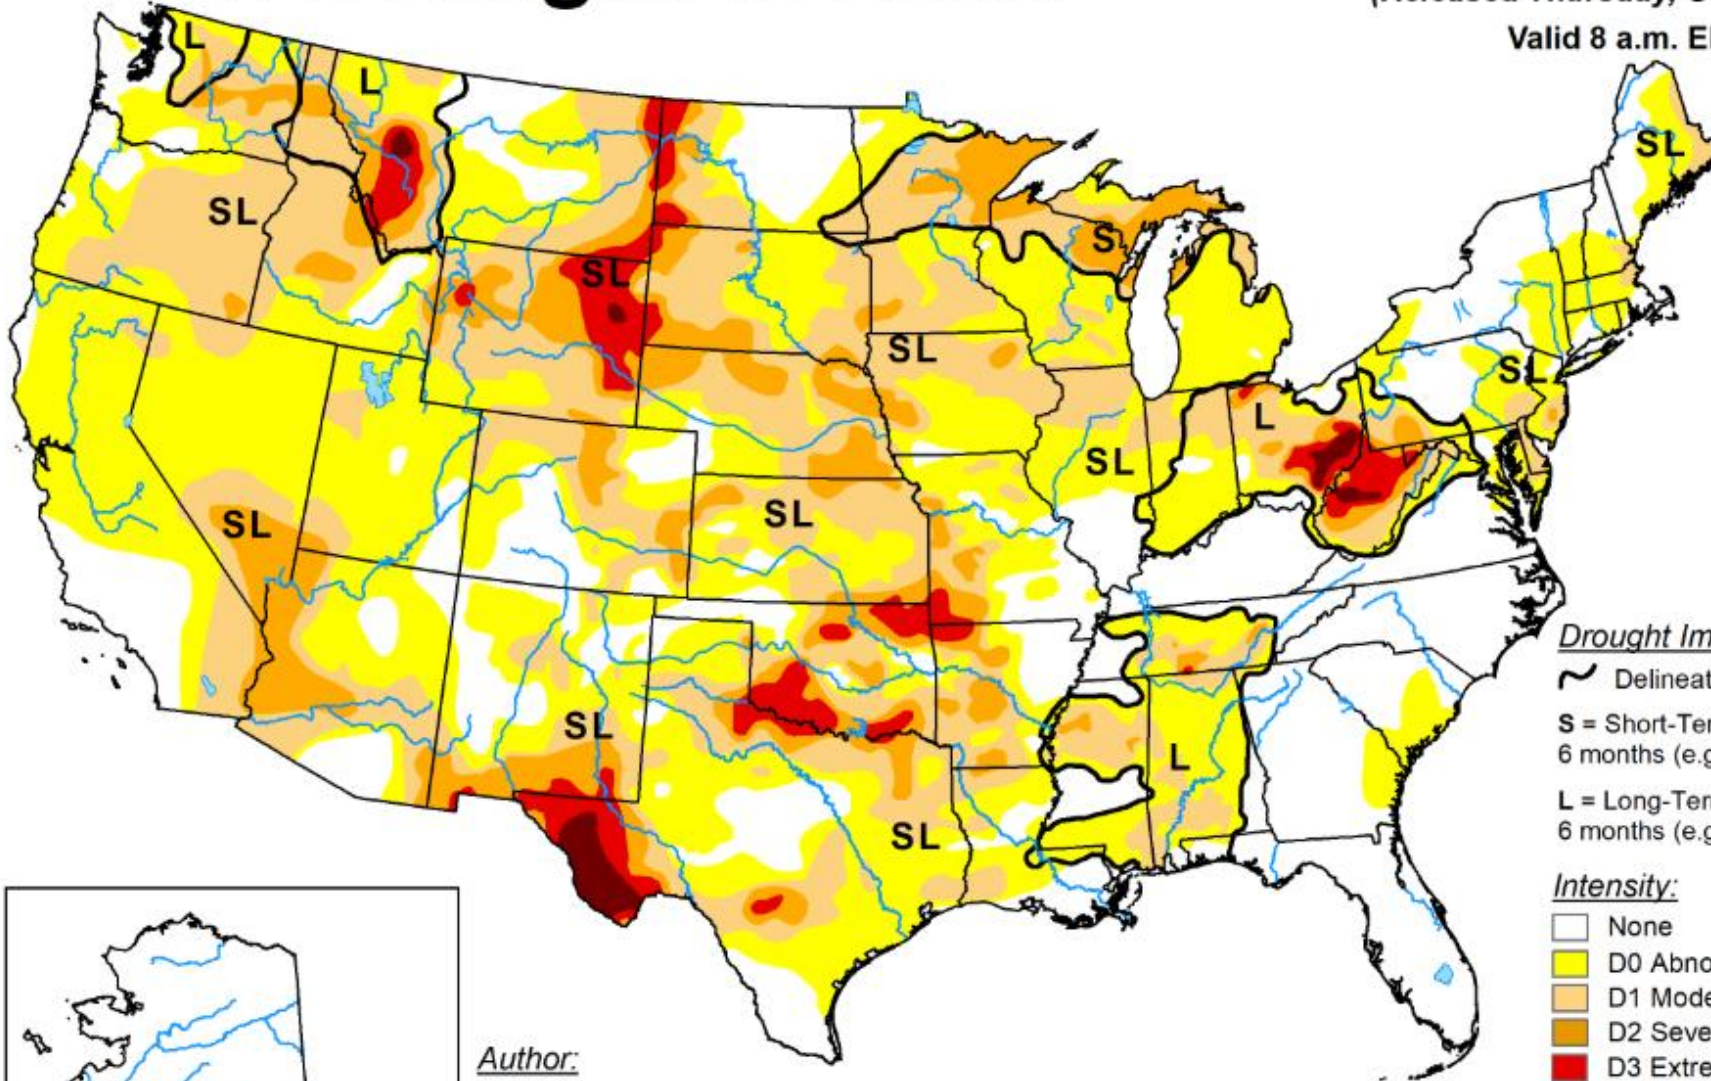 Valid 8 a.m. E
L
L
SL
SL
S
SL
SL
SL
SL
L
SL
SL
SL
SL
L
SL
Drought Im
Delineat
S = Short-Ter
6 months (e.g
L = Long-Terr
6 months (e.g
Intensity:
None
D0 Abno
D1 Mode
D2 Seve
D3 Extre
Author: